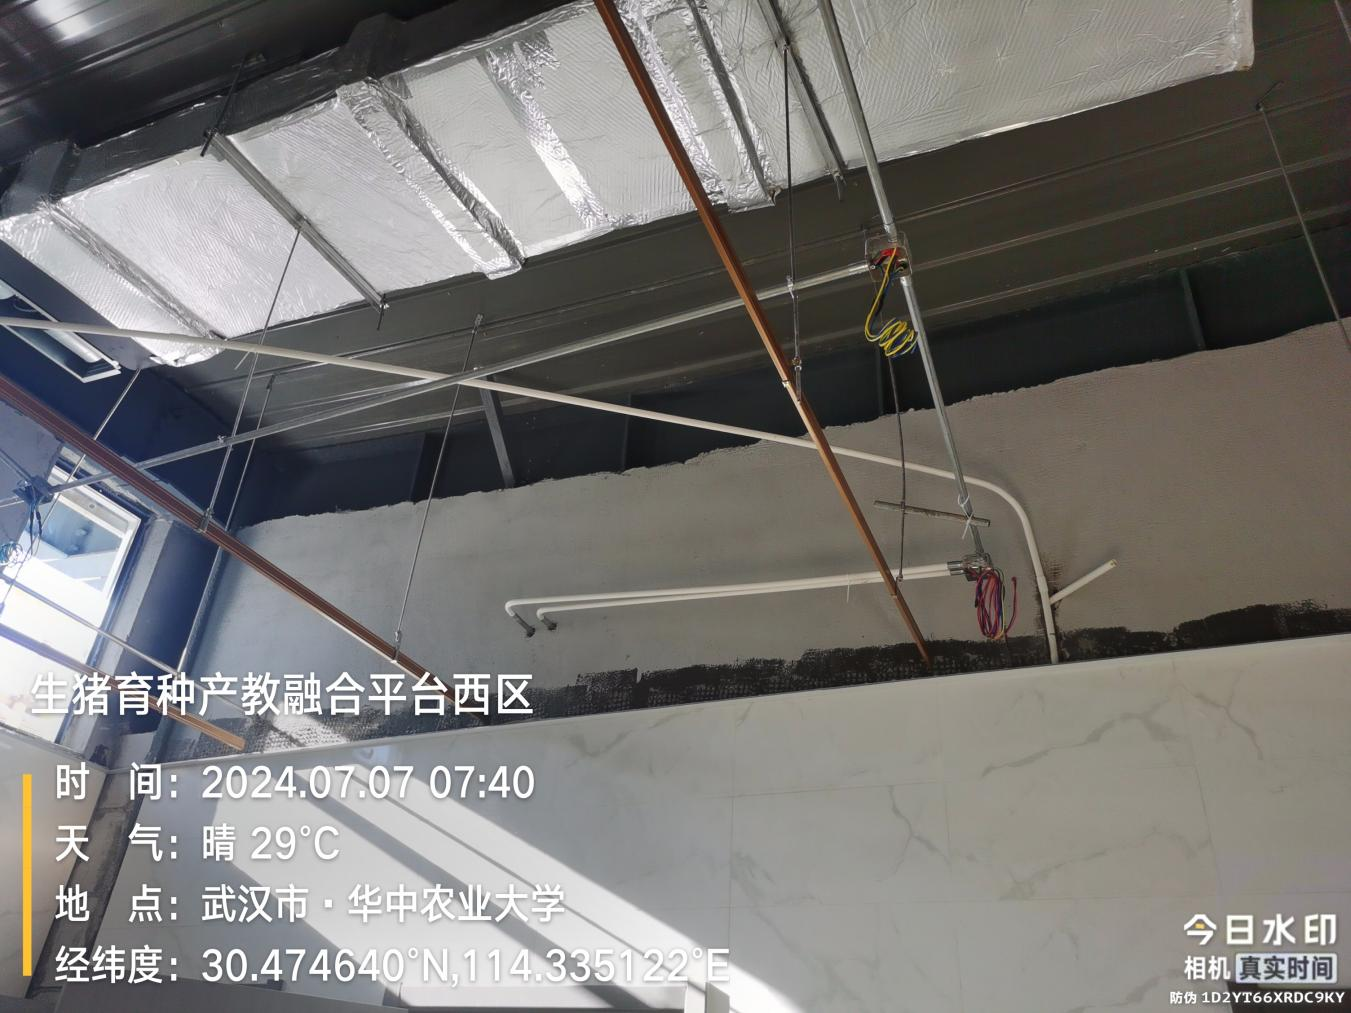 生猪育种产教融合平台西区
时 间：2024.07.07 07:40
天 气：晴 29°C
地 点：武汉市·华中农业大学
经纬度：30.474640°N,114.335122°E
今日水印
相机 真实时间
防伪 1D2YT66XRDC9KY